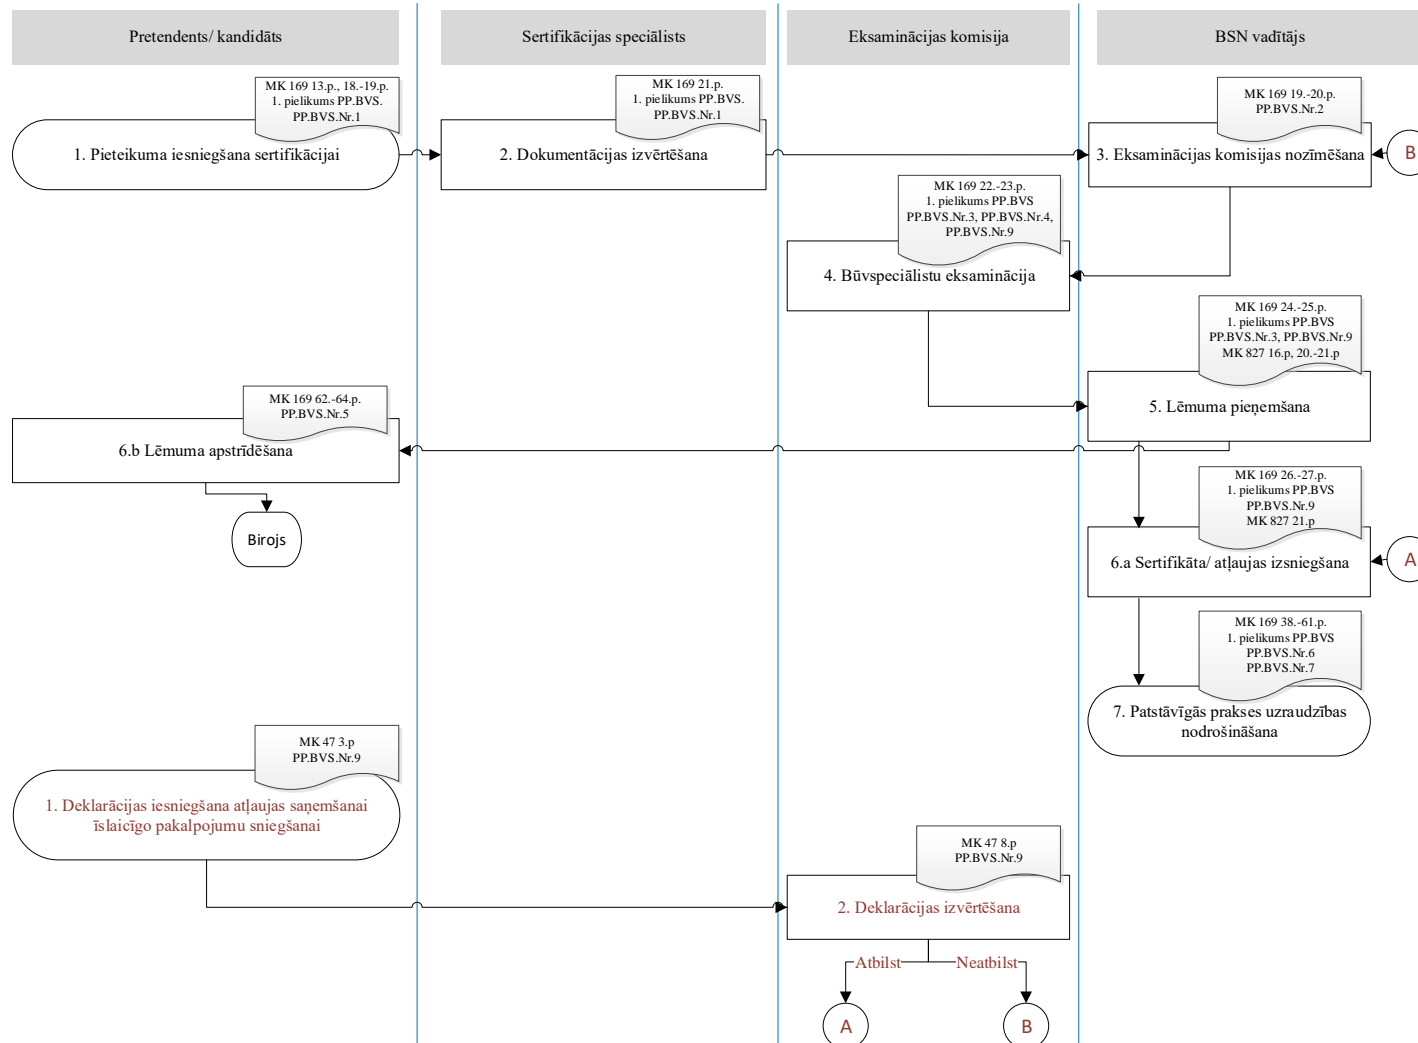 Pretendents/ kandidāts
Sertifikācijas speciālists
Eksaminācijas komisija
BSN vadītājs
MK 169 13.p., 18.-19.p.
1. pielikums PP.BVS.
PP.BVS.Nr.1
1. Pieteikuma iesniegšana sertifikācijai
MK 169 21.p.
1. pielikums PP.BVS.
PP.BVS.Nr.1
2. Dokumentācijas izvērtēšana
MK 169 19.-20.p.
PP.BVS.Nr.2
3. Eksaminācijas komisijas nozīmēšana
B
MK 169 22.-23.p.
1. pielikums PP.BVS
PP.BVS.Nr.3, PP.BVS.Nr.4,
PP.BVS.Nr.9
4. Būvspeciālistu eksaminācija
MK 169 24.-25.p.
1. pielikums PP.BVS
PP.BVS.Nr.3, PP.BVS.Nr.9
MK 827 16.p, 20.-21.p
5. Lēmuma pieņemšana
MK 169 62.-64.p.
PP.BVS.Nr.5
6.b Lēmuma apstrīdēšana
Birojs
MK 169 26.-27.p.
1. pielikums PP.BVS
PP.BVS.Nr.9
MK 827 21.p
6.a Sertifikāta/ atļaujas izsniegšana
A
MK 169 38.-61.p.
1. pielikums PP.BVS
PP.BVS.Nr.6
PP.BVS.Nr.7
7. Patstāvīgās prakses uzraudzības
nodrošināšana
MK 47 3.p
PP.BVS.Nr.9
1. Deklarācijas iesniegšana atļaujas saņemšanai
īslaicīgo pakalpojumu sniegšanai
MK 47 8.p
PP.BVS.Nr.9
2. Deklarācijas izvērtēšana
Atbilst
Neatbilst
A
B